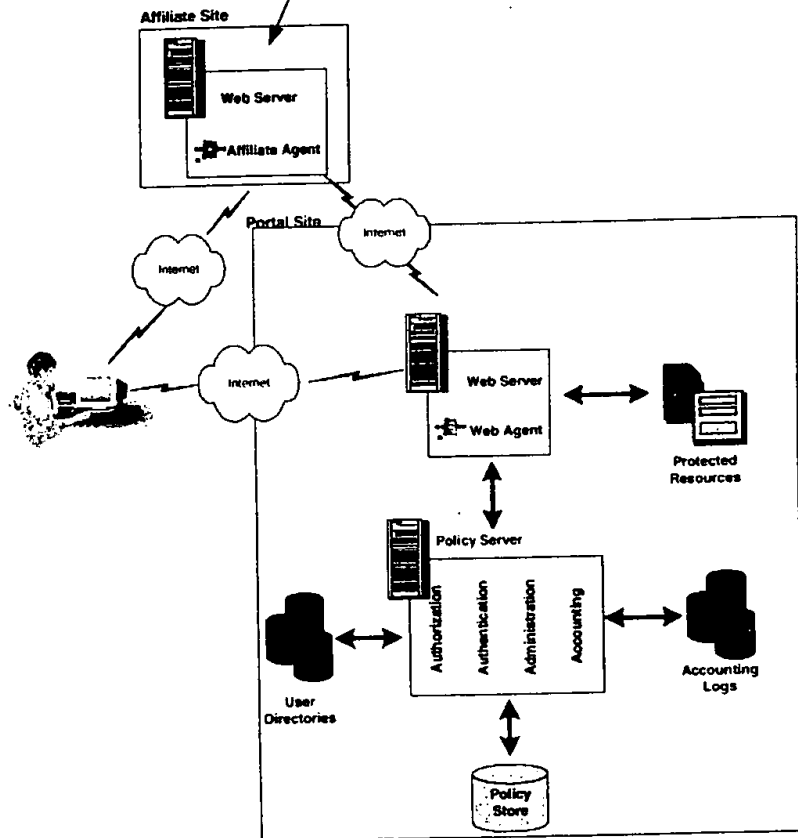 Affiliate Site
Web Server
Affiliate Agent
Portal Site
Internet
Internet
Internet
Web Server
Web Agent
Protected
Resources
Policy Server
Authorization
Authentication
Administration
Accounting
User
Directories
Accounting
Logs
Policy
Store